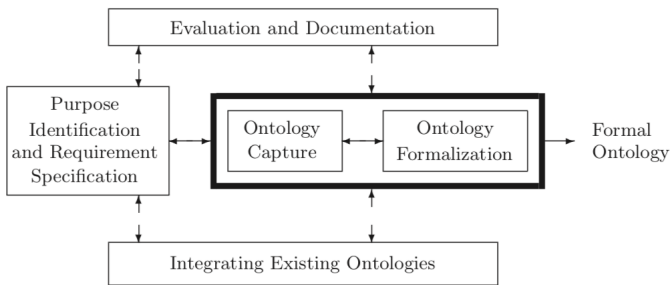 Evaluation and Documentation
Purpose
Identification
and Requirement
Specification
Ontology
Capture
Ontology
Formalization
Formal
Ontology
Integrating Existing Ontologies